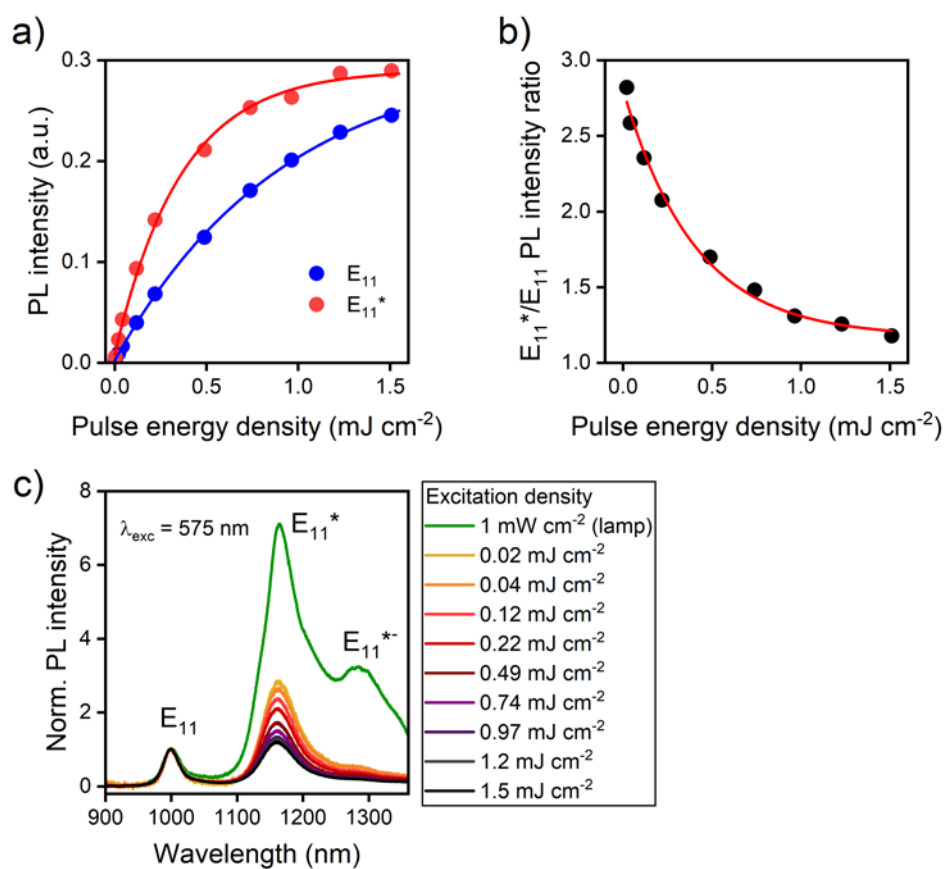 a)
PL intensity (a.u.)
0.3
0.2
0.1
0.0
E₁₁
E₁₁*
0.0 0.5 1.0 1.5
Pulse energy density (mJ cm⁻²)
b)
E₁₁*/E₁₁ PL intensity ratio
3.0
2.5
2.0
1.5
1.0
0.0 0.5 1.0 1.5
Pulse energy density (mJ cm⁻²)
c)
Norm. PL intensity
8
6
4
2
0
λₑₓc = 575 nm
E₁₁
E₁₁*
E₁₁*⁻
900 1000 1100 1200 1300
Wavelength (nm)
Excitation density
1 mW cm⁻² (lamp)
0.02 mJ cm⁻²
0.04 mJ cm⁻²
0.12 mJ cm⁻²
0.22 mJ cm⁻²
0.49 mJ cm⁻²
0.74 mJ cm⁻²
0.97 mJ cm⁻²
1.2 mJ cm⁻²
1.5 mJ cm⁻²